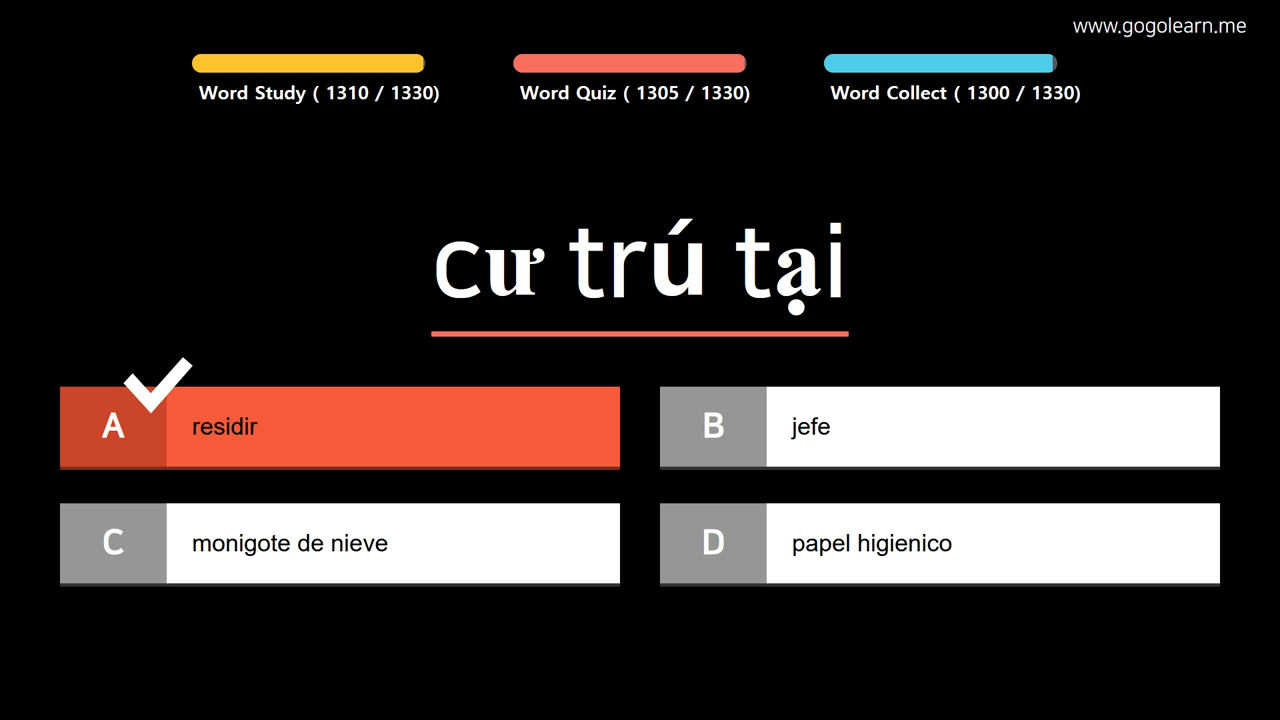 www.gogolearn.me
Word Study ( 1310 / 1330)
Word Quiz ( 1305 / 1330)
Word Collect ( 1300 / 1330)
cư trú tại
A residir
B jefe
C monigote de nieve
D papel higienico